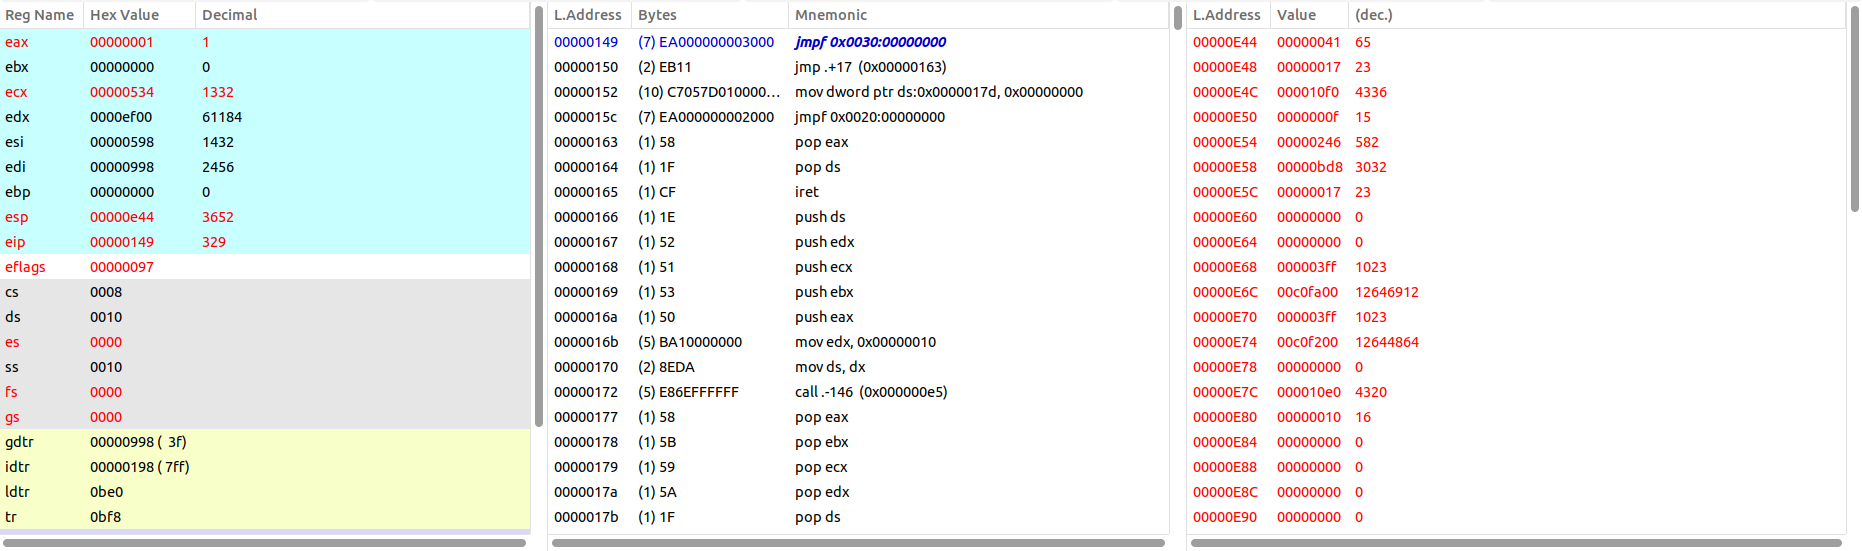 Reg Name Hex Value Decimal L.Address Bytes Mnemonic L.Address Value (dec.)
eax 00000001 1 00000149 (7) EA000000003000 jmpf 0x0030:00000000 00000E44 00000041 65
ebx 00000000 0 00000150 (2) EB11 jmp .+17 (0x00000163) 00000E48 00000017 23
ecx 00000534 1332 00000152 (10) C7057D010000... mov dword ptr ds:0x0000017d, 0x00000000 00000E4C 000010f0 4336
edx 0000ef00 61184 0000015c (7) EA000000002000 jmpf 0x0020:00000000 00000E50 0000000f 15
esi 00000598 1432 00000163 (1) 58 pop eax 00000E54 00000246 582
edi 00000998 2456 00000164 (1) 1F pop ds 00000E58 00000bd8 3032
ebp 00000000 0 00000165 (1) CF iret 00000E5C 00000017 23
esp 00000e44 3652 00000166 (1) 1E push ds 00000E60 00000000 0
eip 00000149 329 00000167 (1) 52 push edx 00000E64 00000000 0
eflags 00000097 00000168 (1) 51 push ecx 00000E68 000003ff 1023
cs 0008 00000169 (1) 53 push ebx 00000E6C 00c0fa00 12646912
ds 0010 0000016a (1) 50 push eax 00000E70 000003ff 1023
es 0000 0000016b (5) BA10000000 mov edx, 0x00000010 00000E74 00c0f200 12644864
ss 0010 00000170 (2) 8EDA mov ds, dx 00000E78 00000000 0
fs 0000 00000172 (5) E86EFFFFFF call .-146 (0x000000e5) 00000E7C 000010e0 4320
gs 0000 00000177 (1) 58 pop eax 00000E80 00000010 16
gdtr 00000998 ( 3f) 00000178 (1) 5B pop ebx 00000E84 00000000 0
idtr 00000198 ( 7ff) 00000179 (1) 59 pop ecx 00000E88 00000000 0
ldtr 0be0 0000017a (1) 5A pop edx 00000E8C 00000000 0
tr 0bf8 0000017b (1) 1F pop ds 00000E90 00000000 0